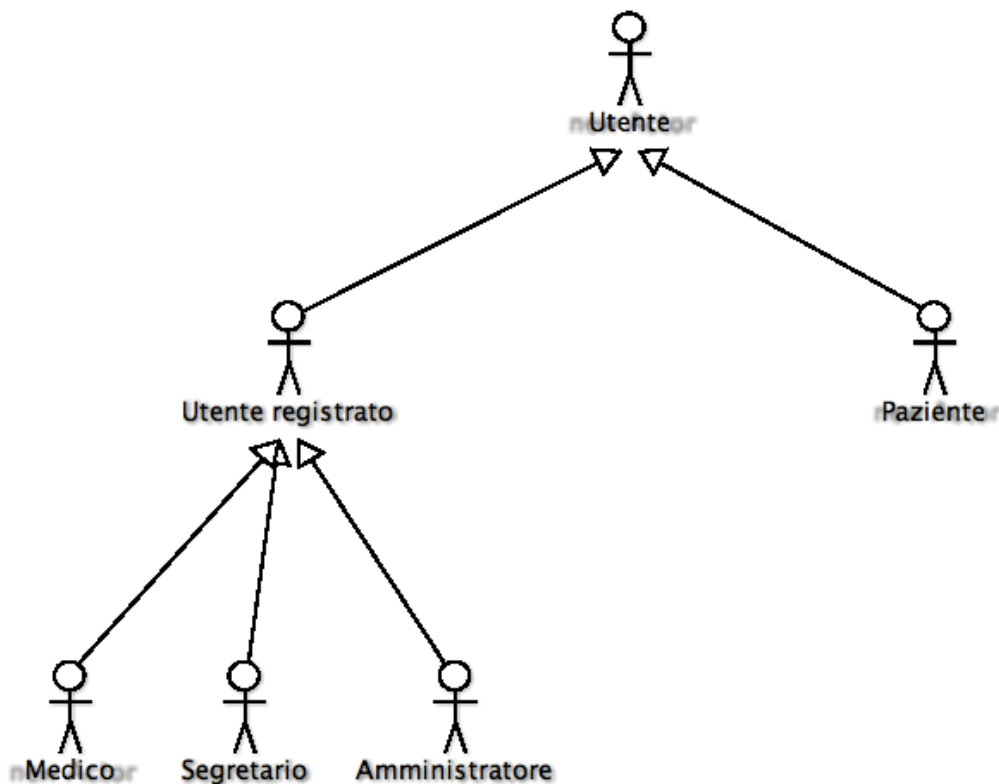 Utente
Utente registrato
Paziente
Medico
Segretario
Amministratore